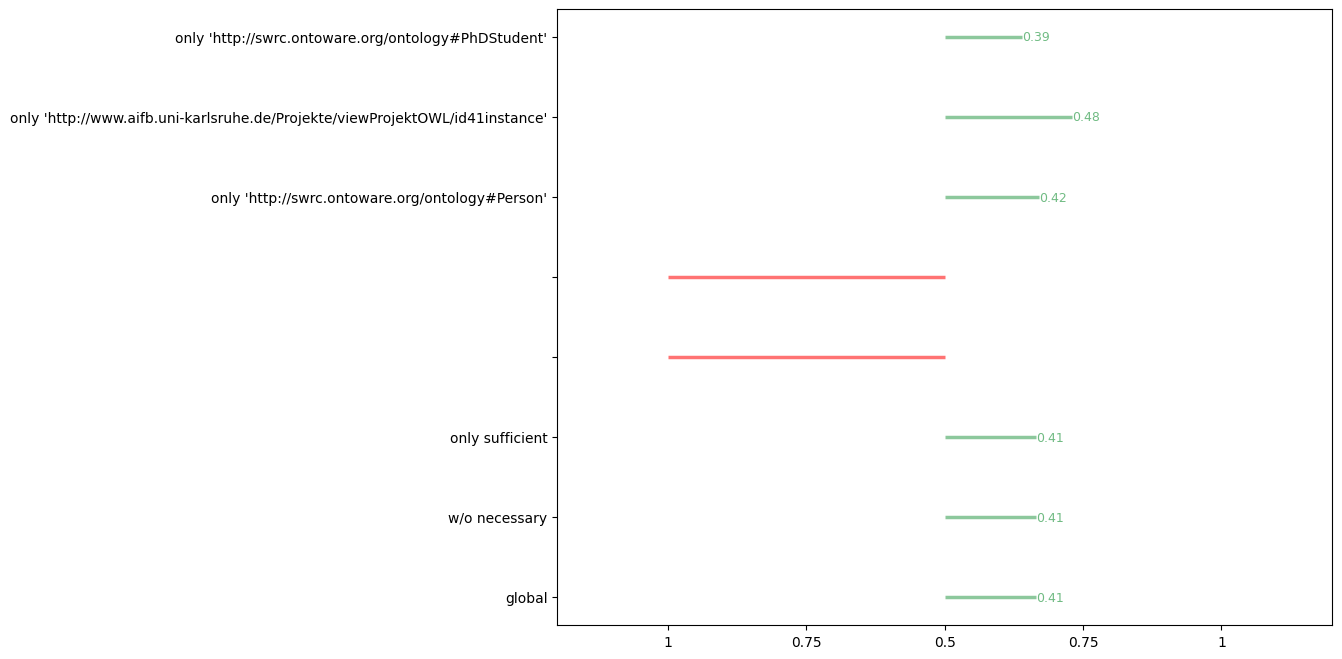 only 'http://swrc.ontoware.org/ontology#PhDStudent'
0.39
only 'http://www.aifb.uni-karlsruhe.de/Projekte/viewProjektOWL/id41instance'
0.48
only 'http://swrc.ontoware.org/ontology#Person'
0.42
only sufficient
0.41
w/o necessary
0.41
global
0.41
1 0.75 0.5 0.75 1